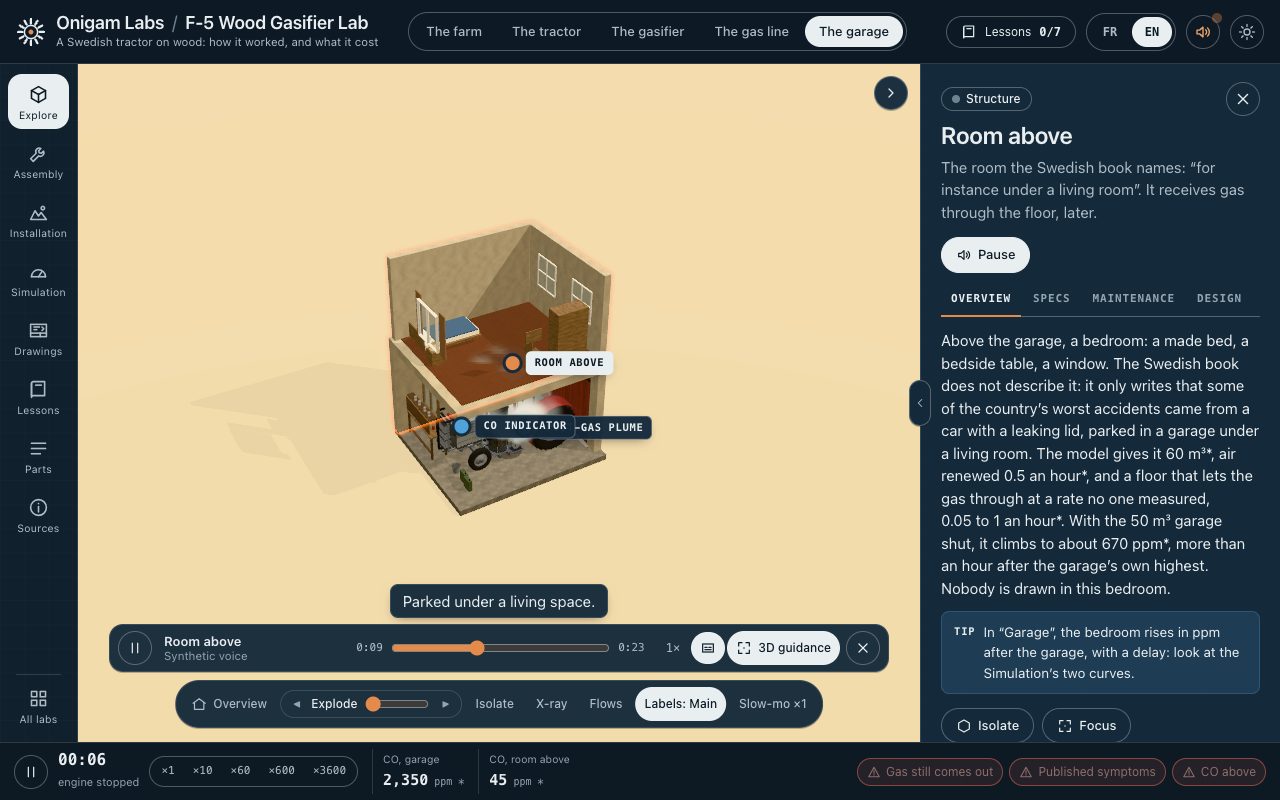 Onigam Labs / F-5 Wood Gasifier Lab
A Swedish tractor on wood: how it worked, and what it cost
The farm
The tractor
The gasifier
The gas line
The garage
Lessons 0/7
FR
EN
Explore
Assembly
Installation
Simulation
Drawings
Lessons
Parts
Sources
All labs
ROOM ABOVE
CO INDICATOR
-GAS PLUME
Parked under a living space.
Room above
Synthetic voice
0:09
0:23
1×
3D guidance
Overview
Explode
Isolate
X-ray
Flows
Labels: Main
Slow-mo ×1
Structure
Room above
The room the Swedish book names: “for
instance under a living room”. It receives gas
through the floor, later.
Pause
OVERVIEW
SPECS
MAINTENANCE
DESIGN
Above the garage, a bedroom: a made bed, a
bedside table, a window. The Swedish book
does not describe it: it only writes that some
of the country’s worst accidents came from a
car with a leaking lid, parked in a garage under
a living room. The model gives it 60 m³*, air
renewed 0.5 an hour*, and a floor that lets the
gas through at a rate no one measured,
0.05 to 1 an hour*. With the 50 m³ garage
shut, it climbs to about 670 ppm*, more than
an hour after the garage’s own highest.
Nobody is drawn in this bedroom.
TIP In “Garage”, the bedroom rises in ppm
after the garage, with a delay: look at the
Simulation’s two curves.
Isolate
Focus
00:06
engine stopped
×1
×10
×60
×600
×3600
CO, garage
2,350 ppm *
CO, room above
45 ppm *
Gas still comes out
Published symptoms
CO above